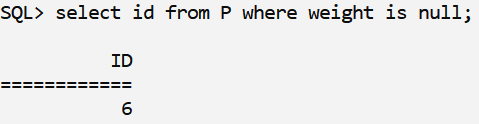 SQL> select id from P where weight is null;
ID
============
6